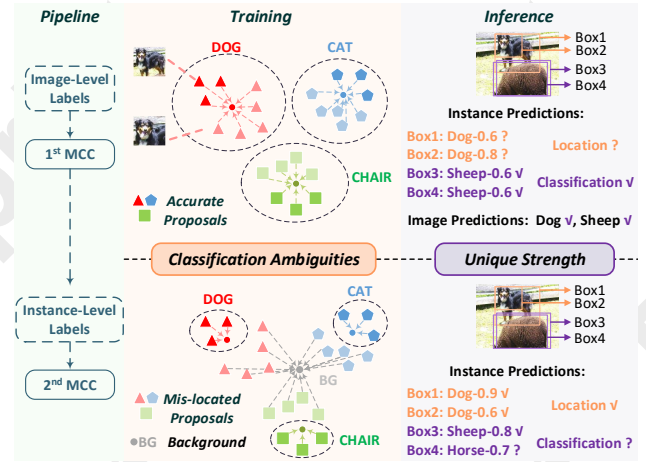 Pipeline
Training
Inference
Image-Level
Labels
1st MCC
Instance-Level
Labels
2nd MCC
DOG
CAT
CHAIR
Accurate
Proposals
Box1
Box2
Box3
Box4
Instance Predictions:
Box1: Dog-0.6 ?
Box2: Dog-0.8 ?
Location ?
Box3: Sheep-0.6 √
Box4: Sheep-0.6 √
Classification √
Image Predictions: Dog √, Sheep √
Classification Ambiguities
Unique Strength
DOG
CAT
BG
CHAIR
Mis-located
Proposals
BG Background
Box1
Box2
Box3
Box4
Instance Predictions:
Box1: Dog-0.9 √
Box2: Dog-0.6 √
Location √
Box3: Sheep-0.8 √
Box4: Horse-0.7 ?
Classification ?